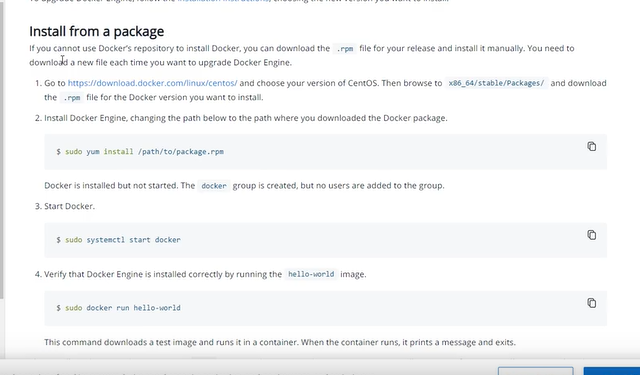 Install from a package
If you cannot use Docker's repository to install Docker, you can download the .rpm file for your release and install it manually. You need to
download a new file each time you want to upgrade Docker Engine.
1. Go to https://download.docker.com/linux/centos/ and choose your version of CentOS. Then browse to x86_64/stable/Packages/ and download
the .rpm file for the Docker version you want to install.
2. Install Docker Engine, changing the path below to the path where you downloaded the Docker package.
$ sudo yum install /path/to/package.rpm
Docker is installed but not started. The docker group is created, but no users are added to the group.
3. Start Docker.
$ sudo systemctl start docker
4. Verify that Docker Engine is installed correctly by running the hello-world image.
$ sudo docker run hello-world
This command downloads a test image and runs it in a container. When the container runs, it prints a message and exits.